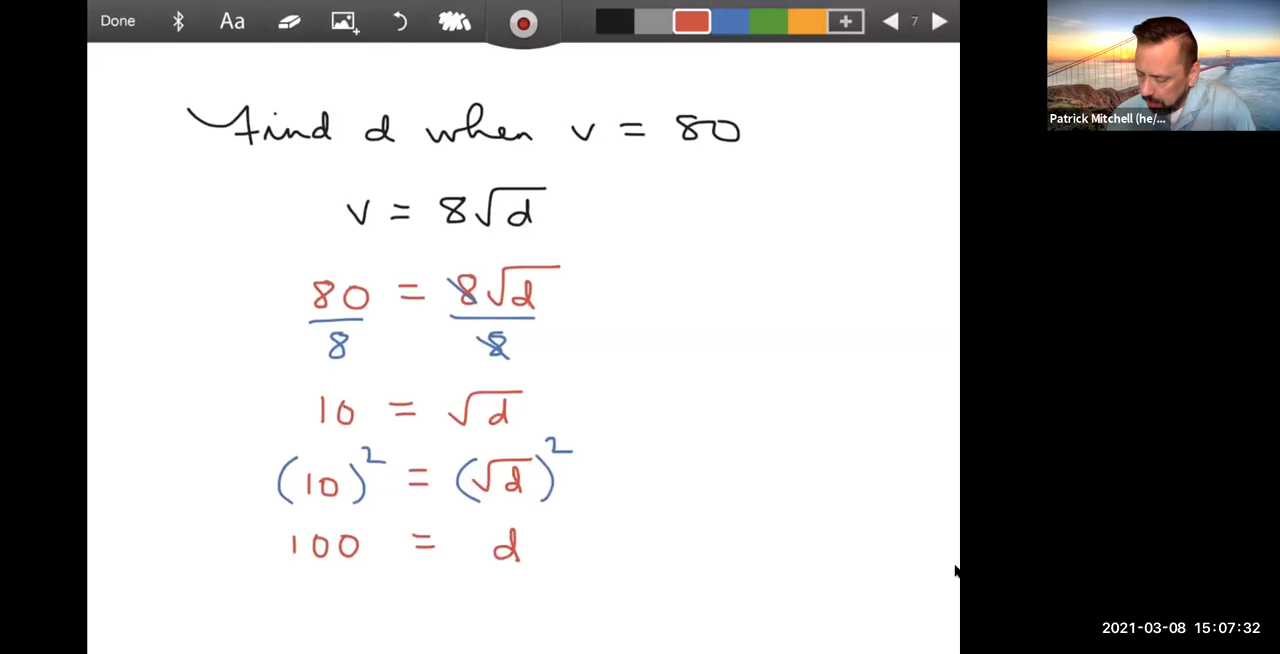 Done Aa 7
Find d when v = 80
v = 8√d
80 = 8√d
8 8
10 = √d
(10)² = (√d)²
100 = d
Patrick Mitchell (he/...
2021-03-08 15:07:32